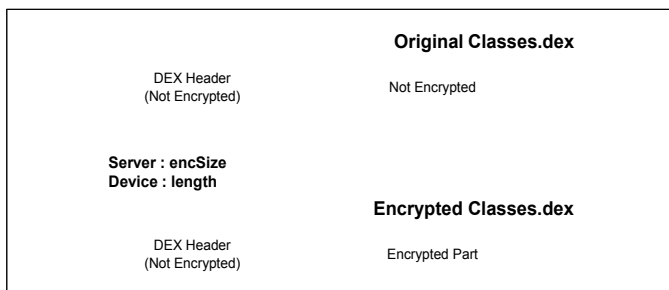 Original Classes.dex
DEX Header
(Not Encrypted)
Not Encrypted
Server : encSize
Device : length
Encrypted Classes.dex
DEX Header
(Not Encrypted)
Encrypted Part